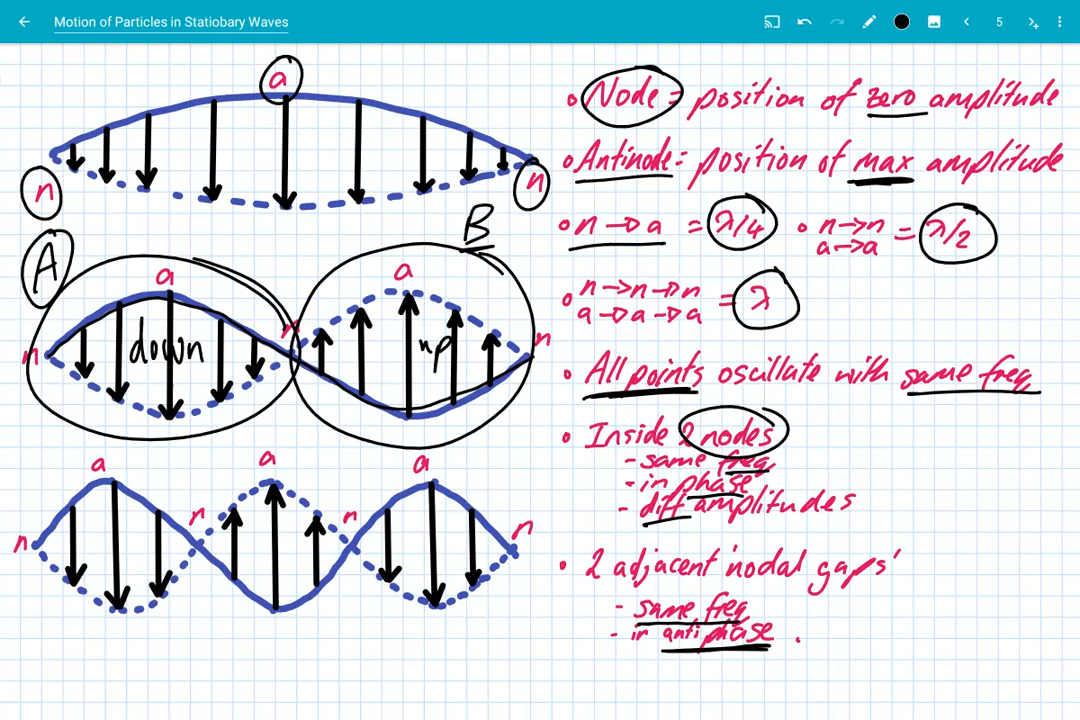 Motion of Particles in Statiobary Waves
5
a
n
n
A
B
a
a
n
down
n
up
n
a
a
a
n
n
n
n
• Node = position of zero amplitude
• Antinode = position of max amplitude
• n → a = λ/4
• n → n
a → a = λ/2
• n → n → n
a → a → a = λ
• All points oscillate with same freq
• Inside 2 nodes
- same freq
- in phase
- diff amplitudes
• 2 adjacent 'nodal gaps'
- same freq
- in antiphase.